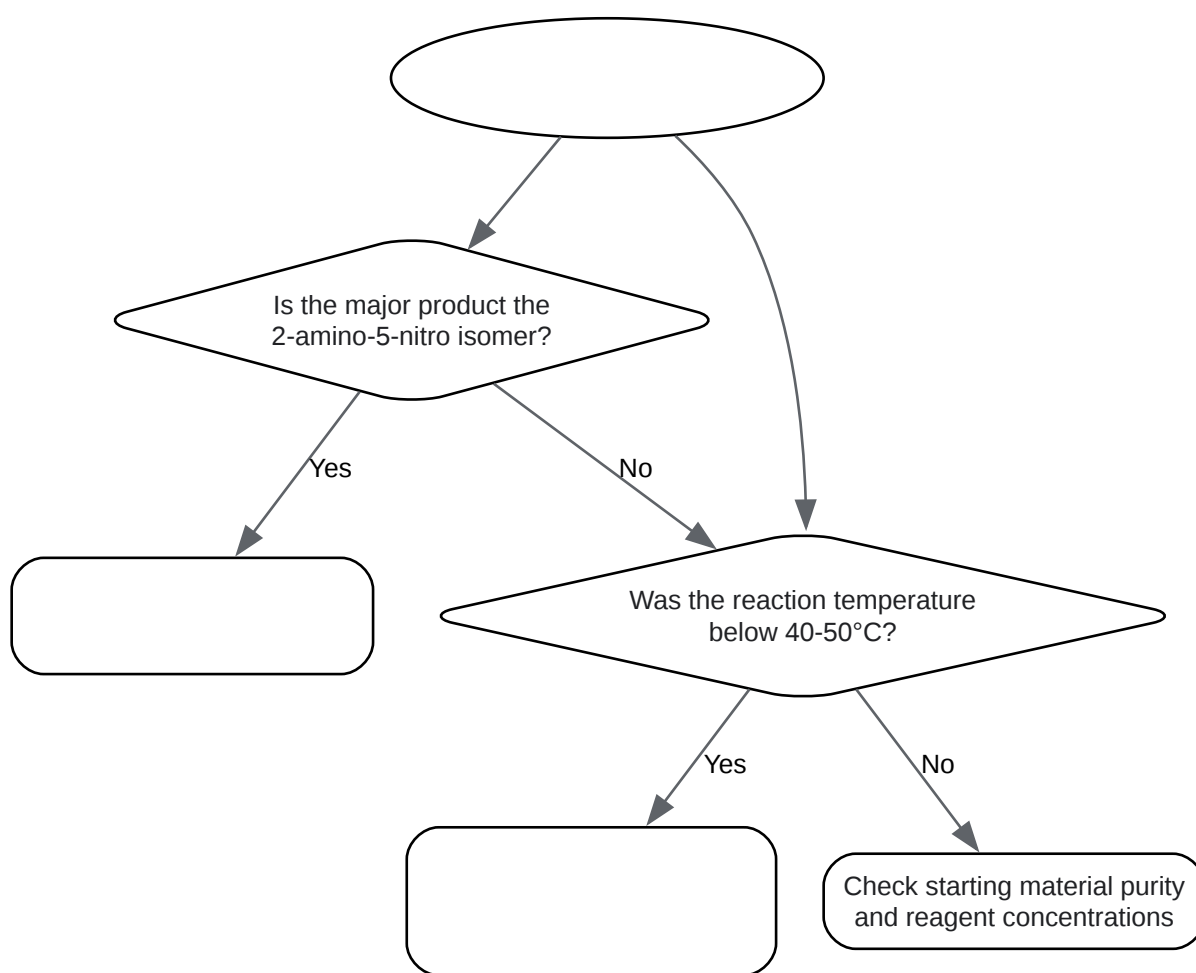 Is the major product the
2-amino-5-nitro isomer?
Yes
No
Was the reaction temperature
below 40-50°C?
Yes
No
Check starting material purity
and reagent concentrations